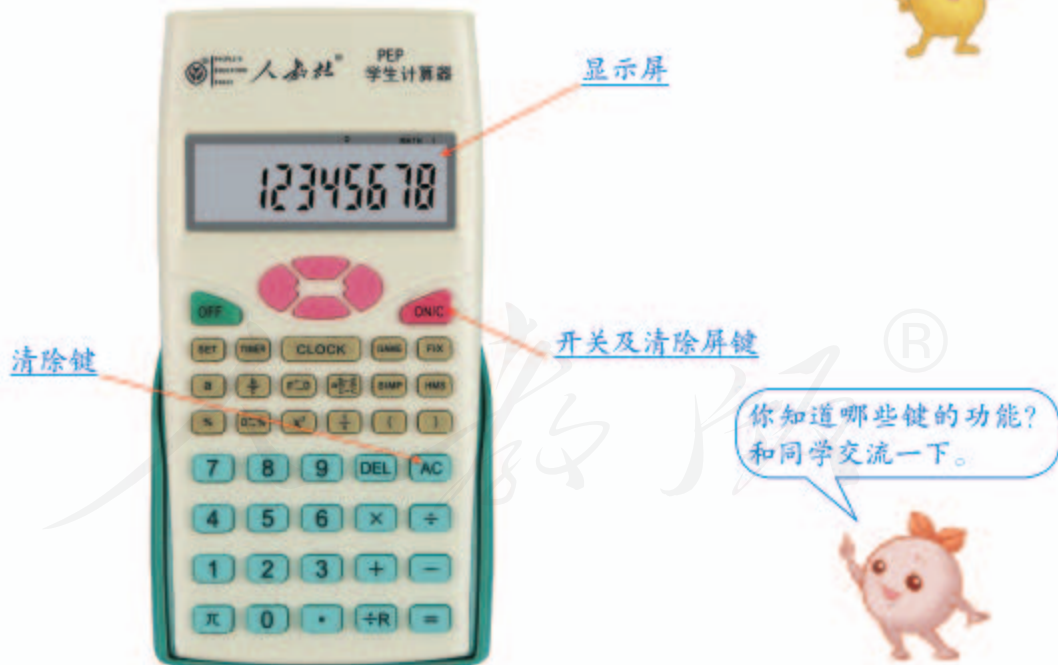 人教社®
PEP
学生计算器
显示屏
12345678
OFF
ON/C
开关及清除屏键
清除键
SET TIMER CLOCK GAME FIX
a SIMP HMS
% ( )
7 8 9 DEL AC
4 5 6 × ÷
1 2 3 + −
π 0 · ÷R =
你知道哪些键的功能?
和同学交流一下。
®